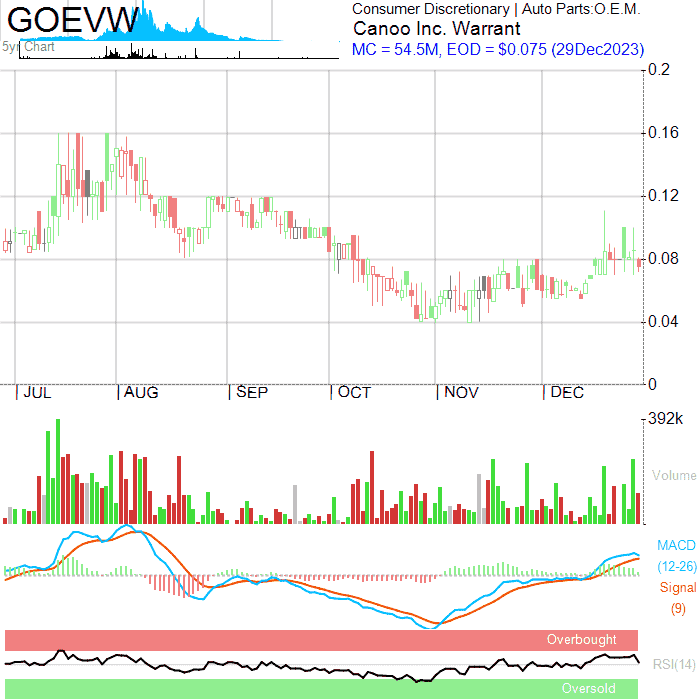 GOEVW
5yr Chart
Consumer Discretionary | Auto Parts:O.E.M.
Canoo Inc. Warrant
MC = 54.5M, EOD = $0.075 (29Dec2023)
0.2
0.16
0.12
0.08
0.04
0
JUL AUG SEP OCT NOV DEC
392k
Volume
MACD
(12-26)
Signal
(9)
Overbought
RSI(14)
Oversold